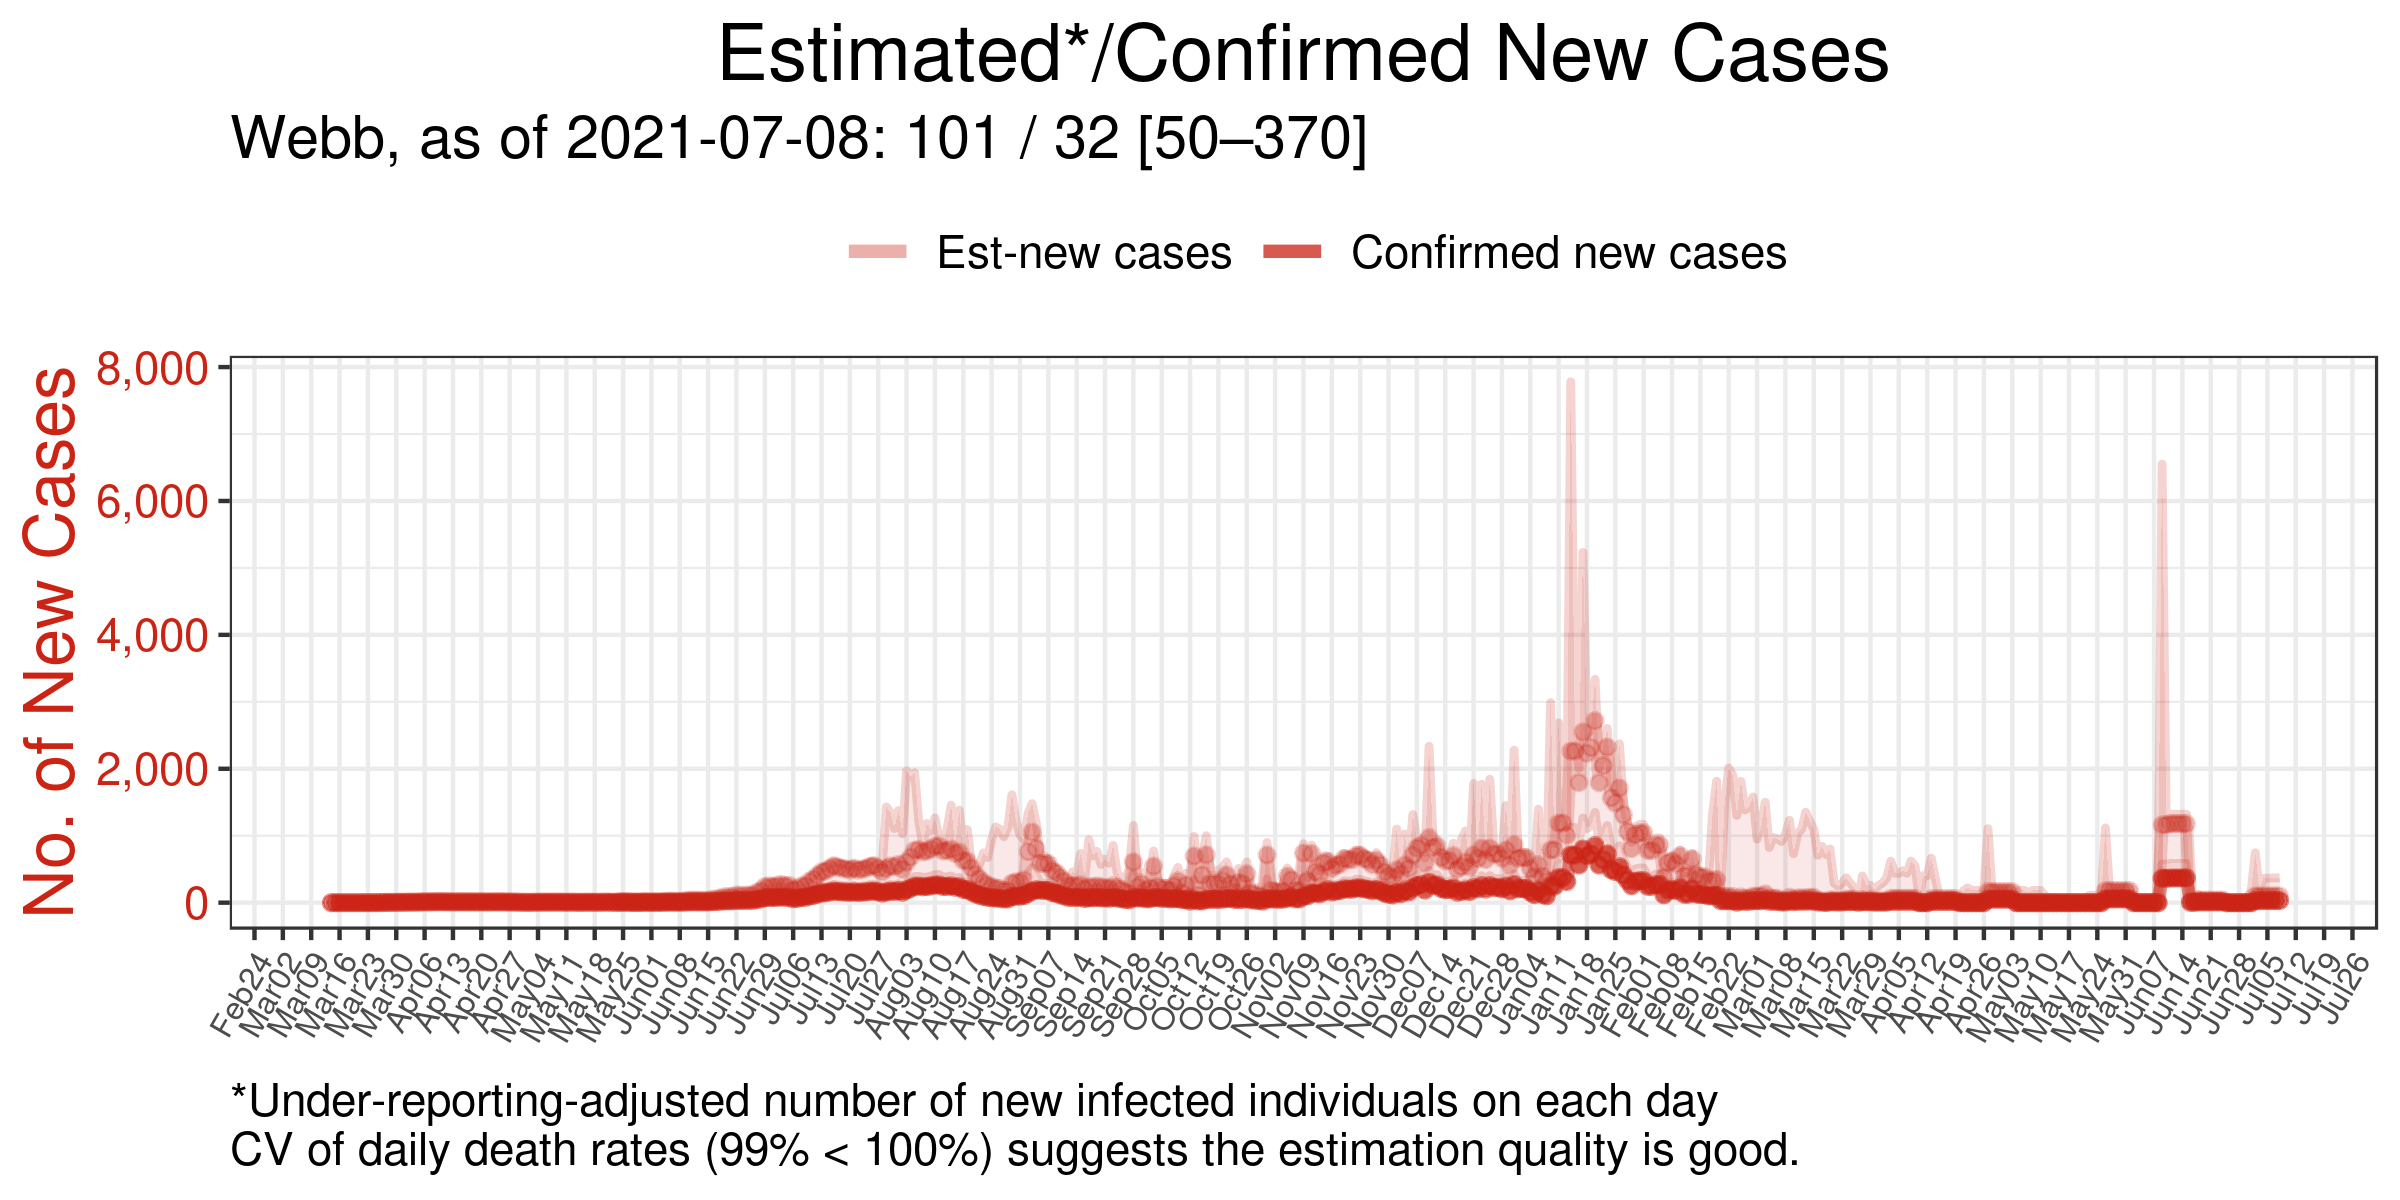 Estimated*/Confirmed New Cases
Webb, as of 2021-07-08: 101 / 32 [50–370]
Est-new cases
Confirmed new cases
No. of New Cases
8,000
6,000
4,000
2,000
0
Feb24
Mar02
Mar09
Mar16
Mar23
Mar30
Apr06
Apr13
Apr20
Apr27
May04
May11
May18
May25
Jun01
Jun08
Jun15
Jun22
Jun29
Jul06
Jul13
Jul20
Jul27
Aug03
Aug10
Aug17
Aug24
Aug31
Sep07
Sep14
Sep21
Sep28
Oct05
Oct12
Oct19
Oct26
Nov02
Nov09
Nov16
Nov23
Nov30
Dec07
Dec14
Dec21
Dec28
Jan04
Jan11
Jan18
Jan25
Feb01
Feb08
Feb15
Feb22
Mar01
Mar08
Mar15
Mar22
Mar29
Apr05
Apr12
Apr19
Apr26
May03
May10
May17
May24
May31
Jun07
Jun14
Jun21
Jun28
Jul05
Jul12
Jul19
Jul26
*Under-reporting-adjusted number of new infected individuals on each day
CV of daily death rates (99% < 100%) suggests the estimation quality is good.